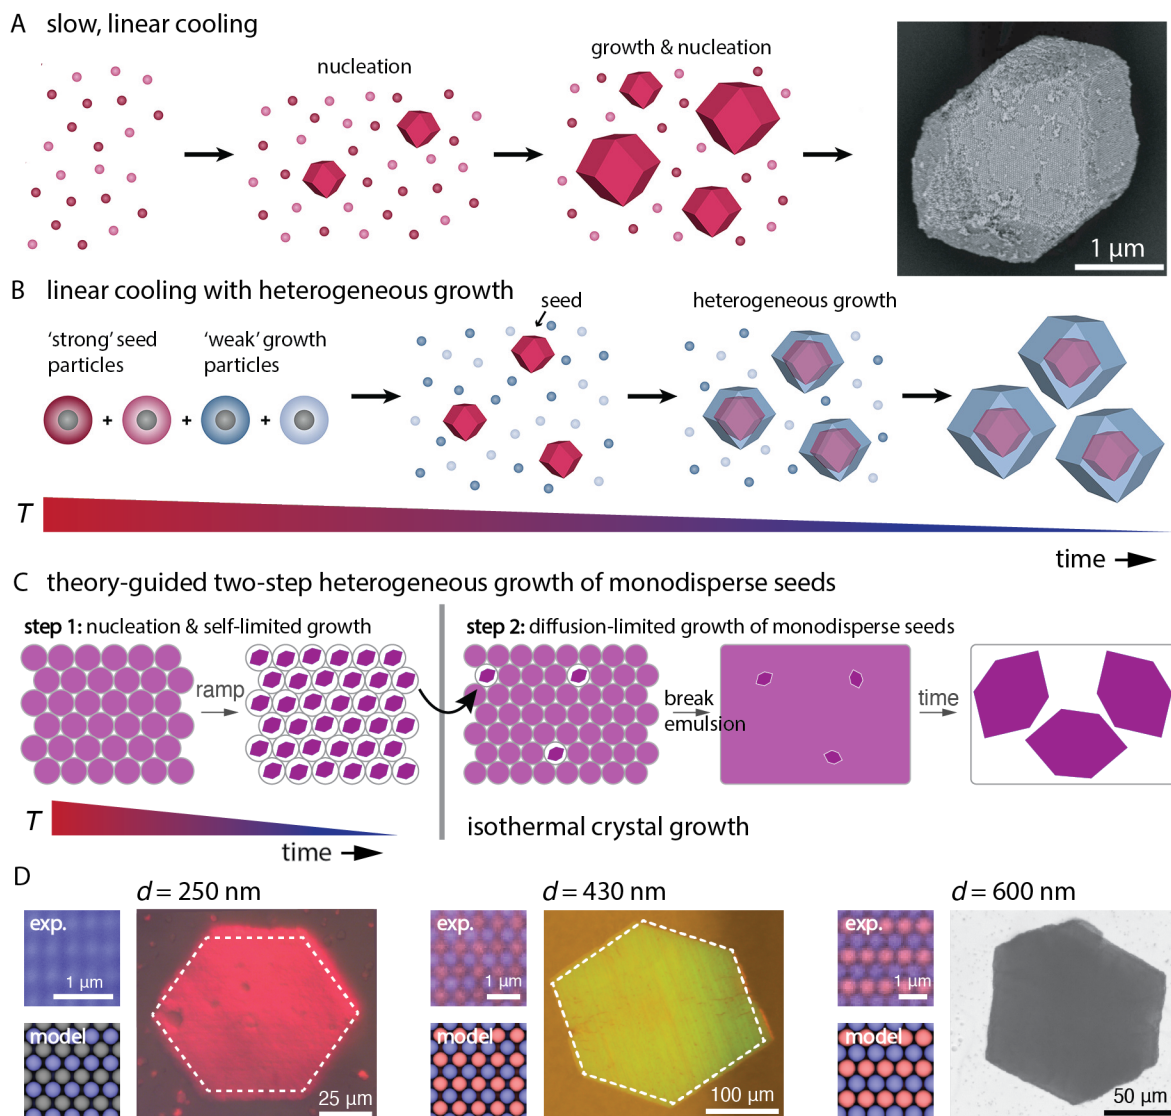 A slow, linear cooling
nucleation
growth & nucleation
1 μm
B linear cooling with heterogeneous growth
'strong' seed
particles
'weak' growth
particles
+ + +
seed
heterogeneous growth
T
time
C theory-guided two-step heterogeneous growth of monodisperse seeds
step 1: nucleation & self-limited growth
ramp
T
time
step 2: diffusion-limited growth of monodisperse seeds
break
emulsion
time
isothermal crystal growth
D
d = 250 nm
exp.
1 μm
model
25 μm
d = 430 nm
exp.
1 μm
model
100 μm
d = 600 nm
exp.
1 μm
model
50 μm